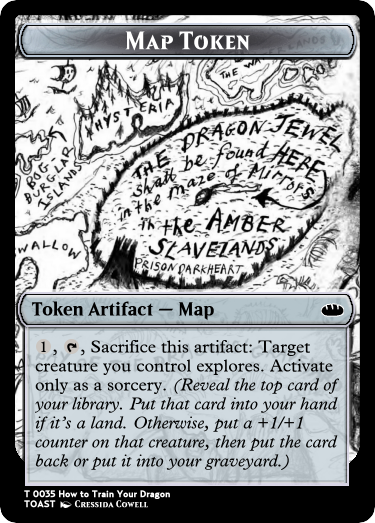 MAP TOKEN
THE WA
HYSTERIA
BOG
BURGLAR
ISLANDS
WALLOW
THE DRAGON JEWEL
shall be found HERE
in the maze of Mirrors
in the AMBER
SLAVELANDS
PRISON DARKHEART
Token Artifact — Map
1, , Sacrifice this artifact: Target
creature you control explores. Activate
only as a sorcery. (Reveal the top card of
your library. Put that card into your hand
if it's a land. Otherwise, put a +1/+1
counter on that creature, then put the card
back or put it into your graveyard.)
T 0035 How to Train Your Dragon
TOAST CRESSIDA COWELL